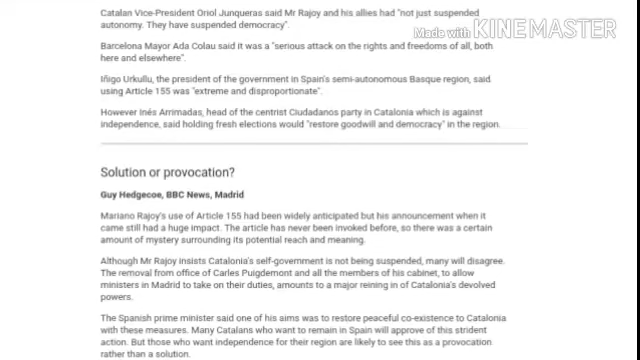 Catalan Vice-President Oriol Junqueras said Mr Rajoy and his allies had "not just suspended
autonomy. They have suspended democracy".
Made with KINEMASTER
Barcelona Mayor Ada Colau said it was a "serious attack on the rights and freedoms of all, both
here and elsewhere".
Iñigo Urkullu, the president of the government in Spain's semi-autonomous Basque region, said
using Article 155 was "extreme and disproportionate".
However Inés Arrimadas, head of the centrist Ciudadanos party in Catalonia which is against
independence, said holding fresh elections would "restore goodwill and democracy" in the region.
Solution or provocation?
Guy Hedgecoe, BBC News, Madrid
Mariano Rajoy's use of Article 155 had been widely anticipated but his announcement when it
came still had a huge impact. The article has never been invoked before, so there was a certain
amount of mystery surrounding its potential reach and meaning.
Although Mr Rajoy insists Catalonia's self-government is not being suspended, many will disagree.
The removal from office of Carles Puigdemont and all the members of his cabinet, to allow
ministers in Madrid to take on their duties, amounts to a major reining in of Catalonia's devolved
powers.
The Spanish prime minister said one of his aims was to restore peaceful co-existence to Catalonia
with these measures. Many Catalans who want to remain in Spain will approve of this strident
action. But those who want independence for their region are likely to see this as a provocation
rather than a solution.